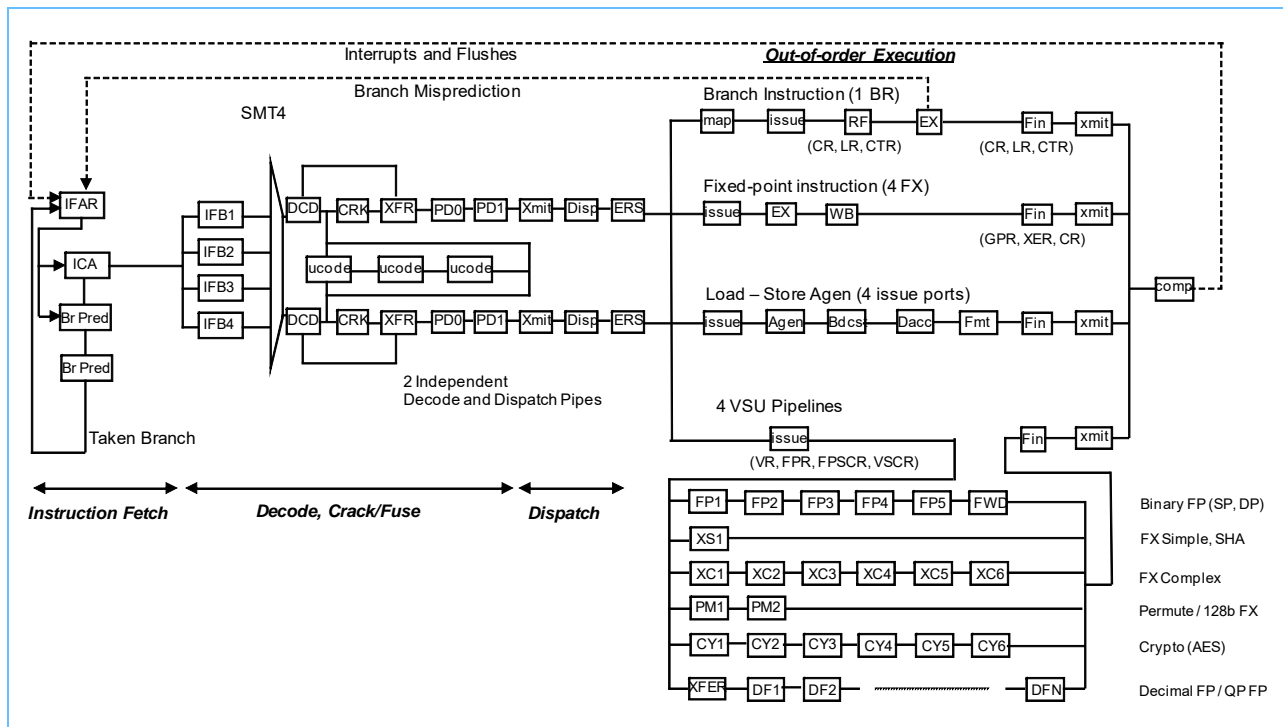 Interrupts and Flushes
Out-of-order Execution
Branch Misprediction
Branch Instruction (1 BR)
SMT4
map issue RF EX Fin xmit
(CR, LR, CTR) (CR, LR, CTR)
IFAR
DCD CRK XFR PD0 PD1 Xmit Disp ERS
Fixed-point instruction (4 FX)
issue EX WB Fin xmit
(GPR, XER, CR)
IFB1
IFB2
IFB3
IFB4
ICA
Br Pred
Br Pred
ucode ucode ucode
DCD CRK XFR PD0 PD1 Xmit Disp ERS
Load – Store Agen (4 issue ports)
issue Agen Bdcs Dacc Fmt Fin xmit
comp
2 Independent
Decode and Dispatch Pipes
Taken Branch
4 VSU Pipelines
issue Fin xmit
(VR, FPR, FPSCR, VSCR)
Instruction Fetch Decode, Crack/Fuse Dispatch
FP1 FP2 FP3 FP4 FP5 FWD Binary FP (SP, DP)
XS1 FX Simple, SHA
XC1 XC2 XC3 XC4 XC5 XC6 FX Complex
PM1 PM2 Permute / 128b FX
CY1 CY2 CY3 CY4 CY5 CY6 Crypto (AES)
XFER DF1 DF2 DFN Decimal FP / QP FP